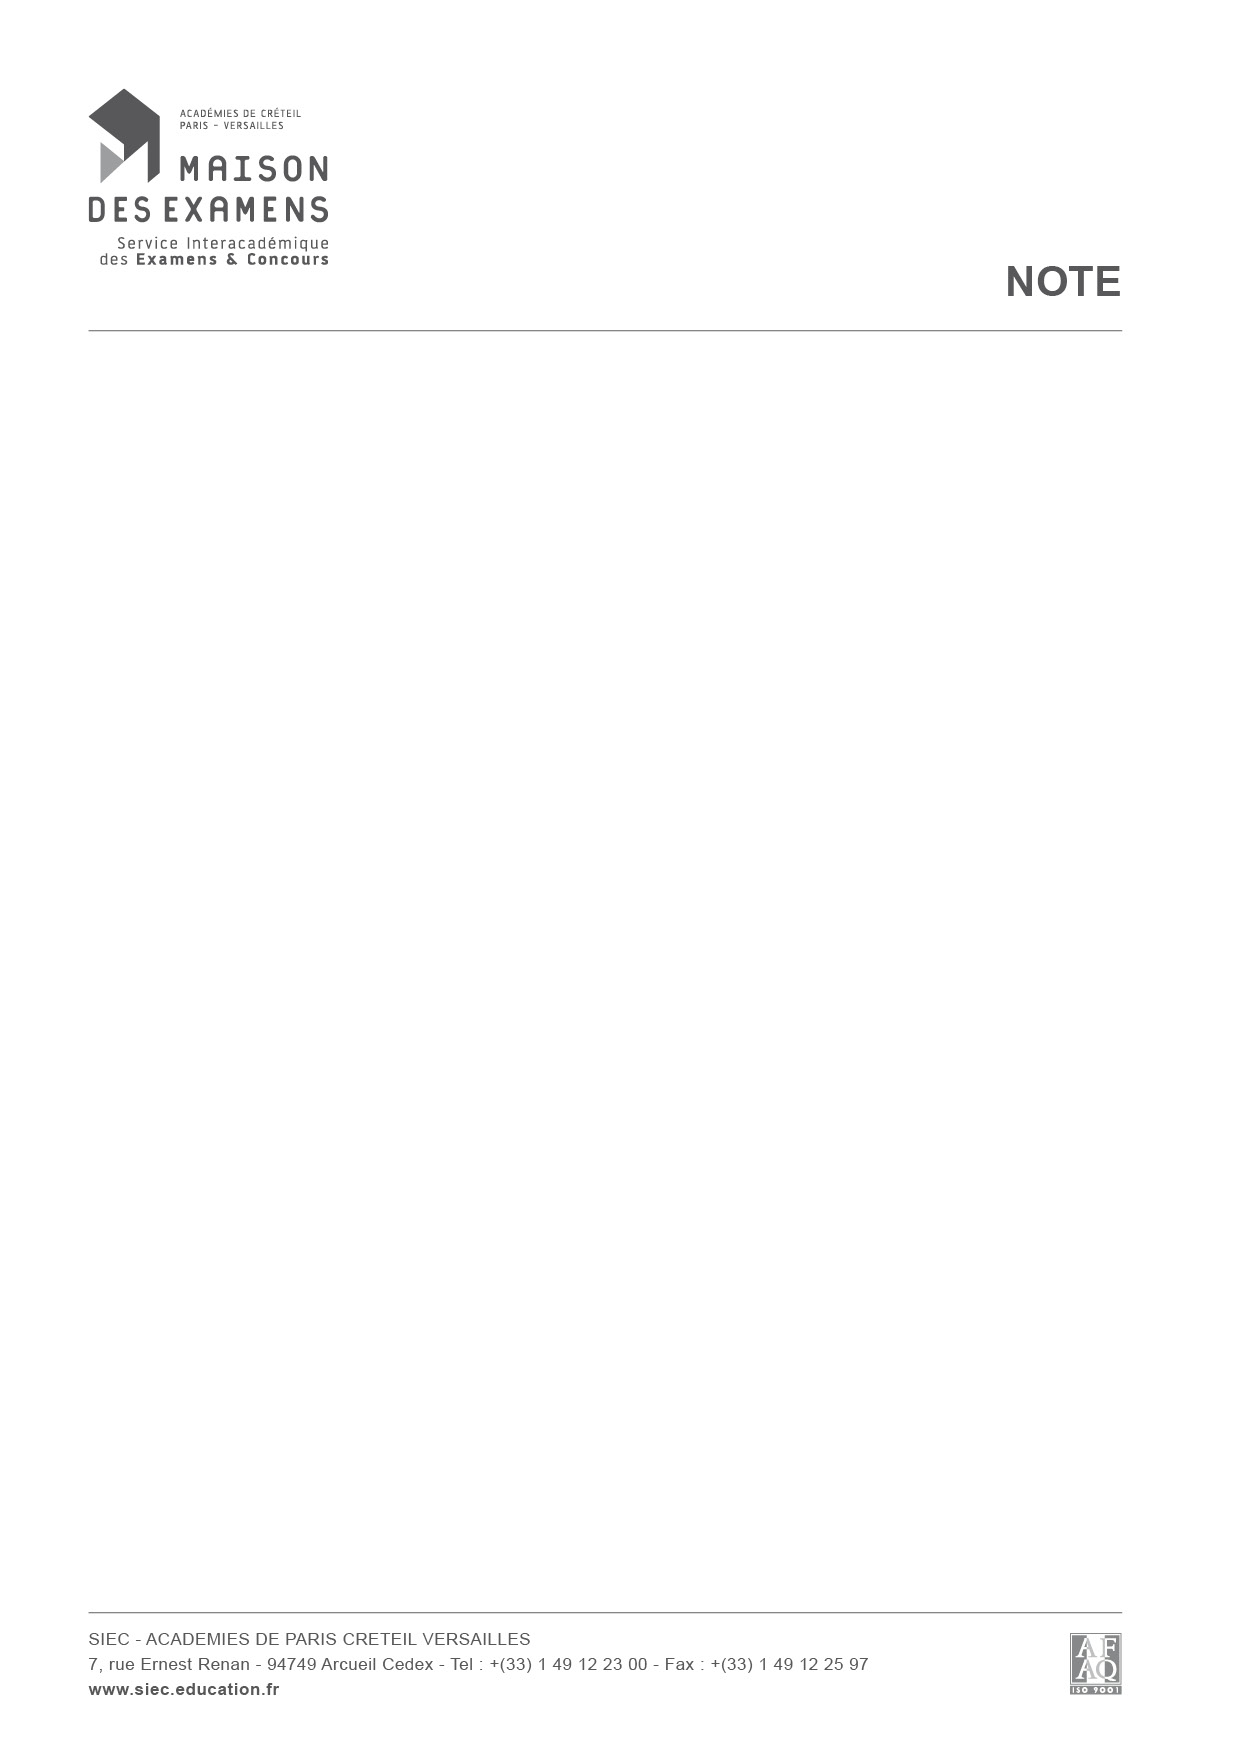 ACADÉMIES DE CRÉTEIL
PARIS - VERSAILLES
MAISON
DES EXAMENS
Service Interacadémique
des Examens & Concours
NOTE
SIEC - ACADEMIES DE PARIS CRETEIL VERSAILLES
7, rue Ernest Renan - 94749 Arcueil Cedex - Tel : +(33) 1 49 12 23 00 - Fax : +(33) 1 49 12 25 97
www.siec.education.fr
AF
AQ
ISO 9001